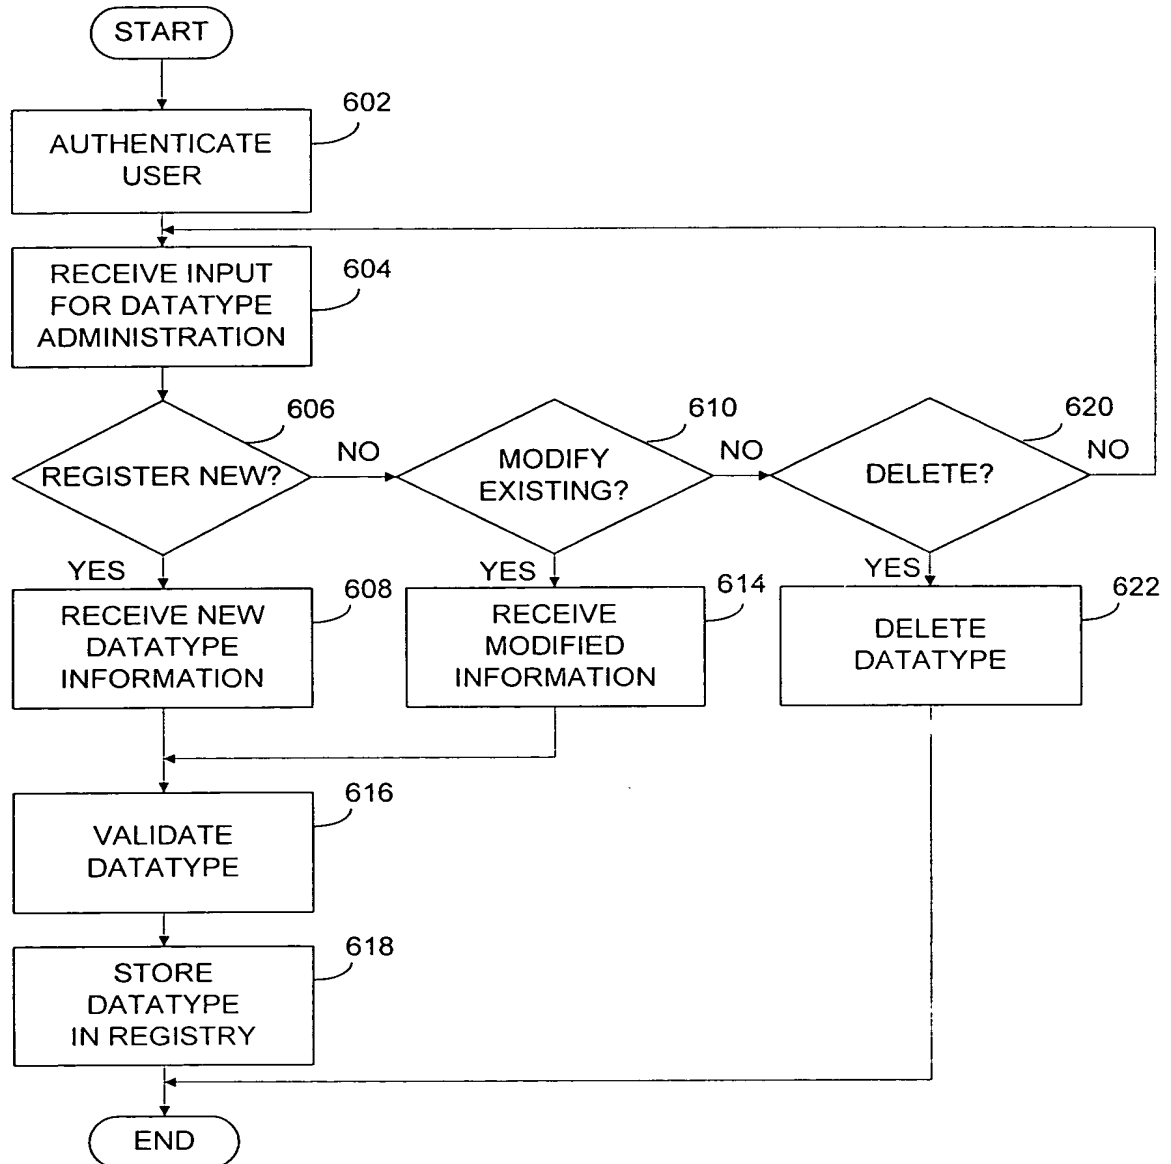 START
602
AUTHENTICATE
USER
604
RECEIVE INPUT
FOR DATATYPE
ADMINISTRATION
606
REGISTER NEW?
NO
610
MODIFY
EXISTING?
NO
620
DELETE?
NO
YES
608
RECEIVE NEW
DATATYPE
INFORMATION
YES
614
RECEIVE
MODIFIED
INFORMATION
YES
622
DELETE
DATATYPE
616
VALIDATE
DATATYPE
618
STORE
DATATYPE
IN REGISTRY
END